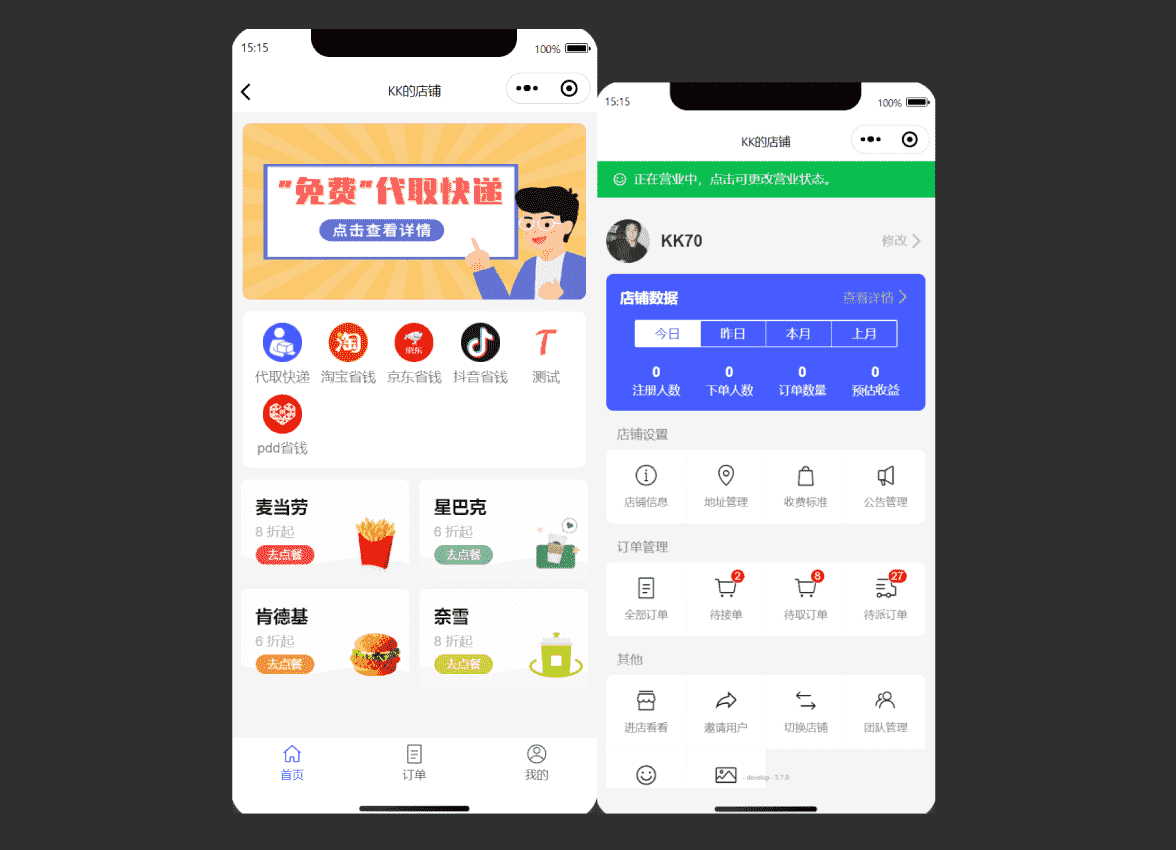 15:15
100%
KK的店铺
"免费"代取快递
点击查看详情
代取快递 淘宝省钱 京东省钱 抖音省钱 测试
pdd省钱
麦当劳
8 折起
去点餐
星巴克
6 折起
去点餐
肯德基
6 折起
去点餐
奈雪
8 折起
去点餐
首页 订单 我的
15:15
100%
KK的店铺
正在营业中，点击可更改营业状态。
KK70
修改
店铺数据
查看详情
今日 昨日 本月 上月
0 0 0 0
注册人数 下单人数 订单数量 预估收益
店铺设置
店铺信息 地址管理 收费标准 公告管理
订单管理
2 8 27
全部订单 待接单 待取订单 待派订单
其他
进店看看 邀请用户 切换店铺 团队管理
- develop - 3.7.9